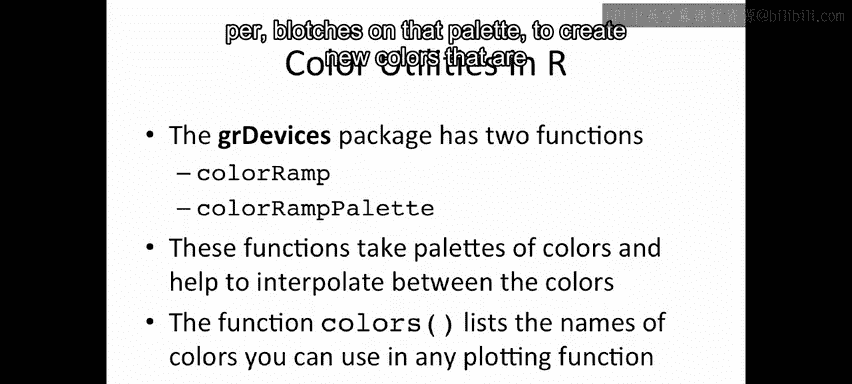 per, blotches on that palette, to create
new colors that are
Color Utilities in R
• The grDevices package has two functions
– colorRamp
– colorRampPalette
• These functions take palettes of colors and
help to interpolate between the colors
• The function colors() lists the names of
colors you can use in any plotting function
@bilibili.com